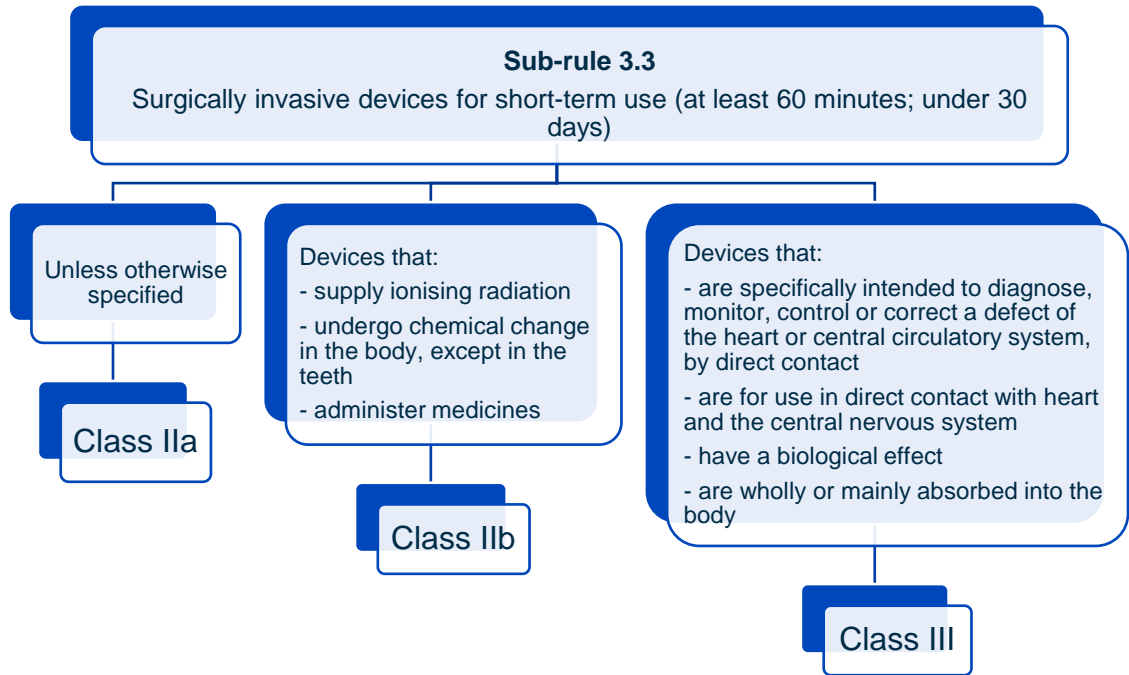 Sub-rule 3.3
Surgically invasive devices for short-term use (at least 60 minutes; under 30
days)
Unless otherwise
specified
Class IIa
Devices that:
- supply ionising radiation
- undergo chemical change
in the body, except in the
teeth
- administer medicines
Class IIb
Devices that:
- are specifically intended to diagnose,
monitor, control or correct a defect of
the heart or central circulatory system,
by direct contact
- are for use in direct contact with heart
and the central nervous system
- have a biological effect
- are wholly or mainly absorbed into the
body
Class III